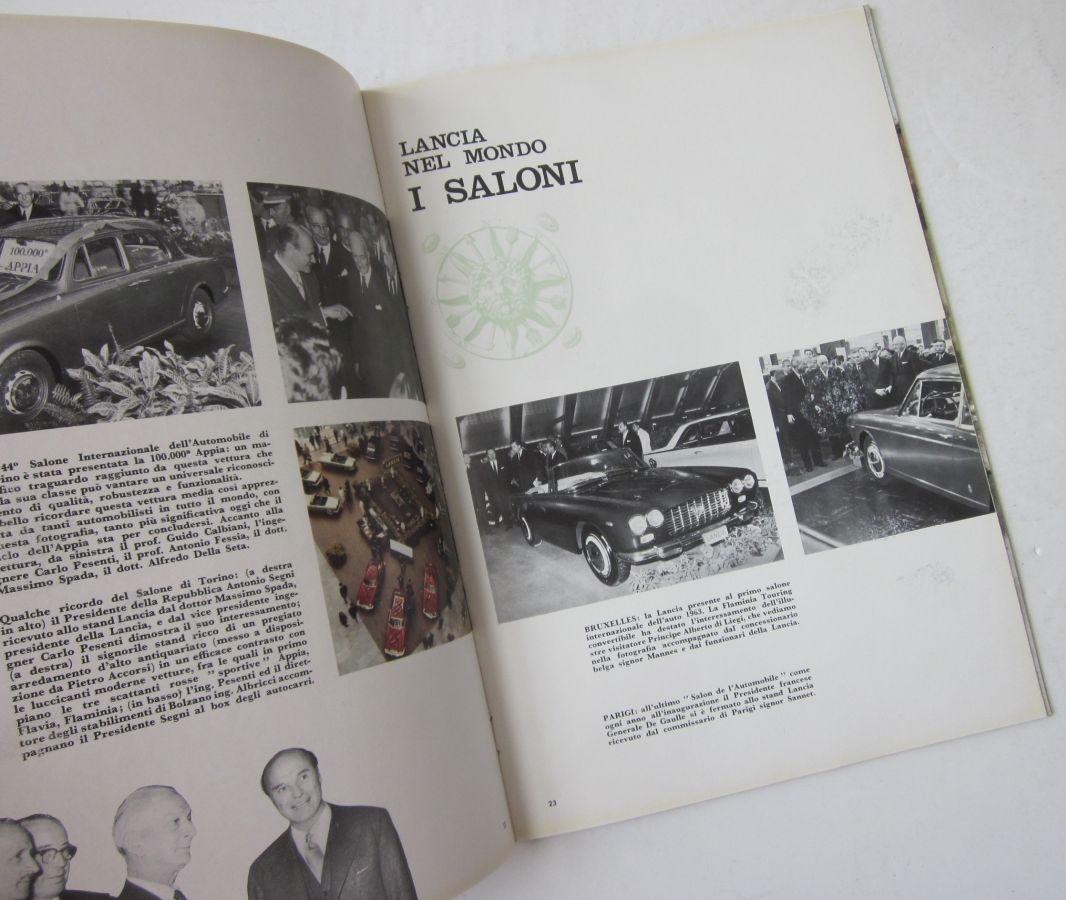 100.000ª
APPIA
44º Salone Internazionale dell'Automobile di
rino è stata presentata la 100.000ª Appia: un ma-
fico traguardo raggiunto da questa vettura che
la sua classe può vantare un universale riconosci-
ento di qualità, robustezza e funzionalità.
bello ricordare questa vettura media così apprez-
ta da tanti automobilisti in tutto il mondo, con
esta fotografia, tanto più significativa oggi che il
clo dell'Appia sta per concludersi. Accanto alla
ettura, da sinistra il prof. Guido Calbiani, l'inge-
nere Carlo Pesenti, il prof. Antonio Fessia, il dott.
Massimo Spada, il dott. Alfredo Della Seta.
Qualche ricordo del Salone di Torino: (a destra
in alto) il Presidente della Repubblica Antonio Segni
ricevuto allo stand Lancia dal dottor Massimo Spada,
presidente della Lancia, e dal vice presidente inge-
gner Carlo Pesenti dimostra il suo interessamento;
(a destra) il signorile stand ricco di un pregiato
arredamento d'alto antiquariato (messo a disposi-
zione da Pietro Accorsi) in un efficace contrasto con
le luccicanti moderne vetture, fra le quali in primo
piano le tre scattanti rosse " sportive " Appia,
Flavia, Flaminia; (in basso) l'ing. Pesenti ed il diret-
tore degli stabilimenti di Bolzano ing. Albricci accom-
pagnano il Presidente Segni al box degli autocarri.
LANCIA
NEL MONDO
I SALONI
LANCIA
BRUXELLES: la Lancia presente al primo salone
internazionale dell'auto 1963. La Flaminia Touring
convertibile ha destato l'interessamento dell'illu-
stre visitatore Principe Alberto di Liegi, che vediamo
nella fotografia accompagnato dal concessionario
belga signor Mannes e dai funzionari della Lancia.
PARIGI: all'ultimo " Salon de l'Automobile " come
ogni anno all'inaugurazione il Presidente francese
Generale De Gaulle si è fermato allo stand Lancia
ricevuto dal commissario di Parigi signor Sannet.
23